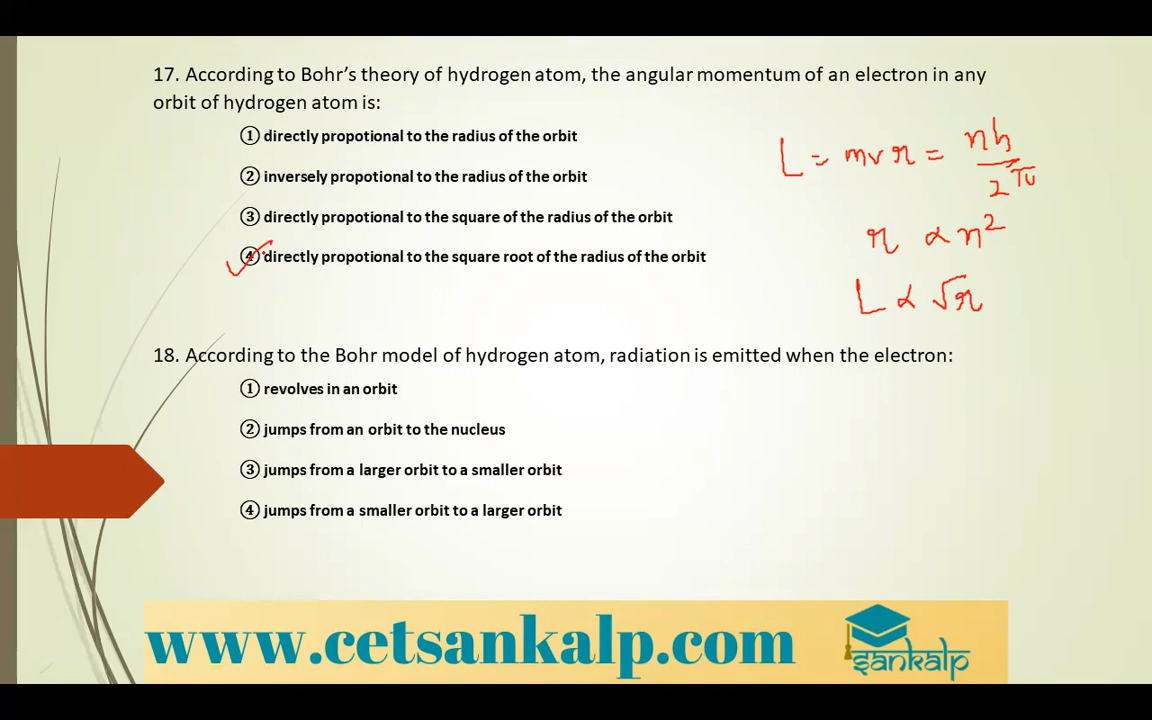 17. According to Bohr's theory of hydrogen atom, the angular momentum of an electron in any
orbit of hydrogen atom is:
① directly propotional to the radius of the orbit
② inversely propotional to the radius of the orbit
③ directly propotional to the square of the radius of the orbit
④ directly propotional to the square root of the radius of the orbit
L = mvr = nh/2π
r ∝ n²
L ∝ √r
18. According to the Bohr model of hydrogen atom, radiation is emitted when the electron:
① revolves in an orbit
② jumps from an orbit to the nucleus
③ jumps from a larger orbit to a smaller orbit
④ jumps from a smaller orbit to a larger orbit
www.cetsankalp.com
sankalp